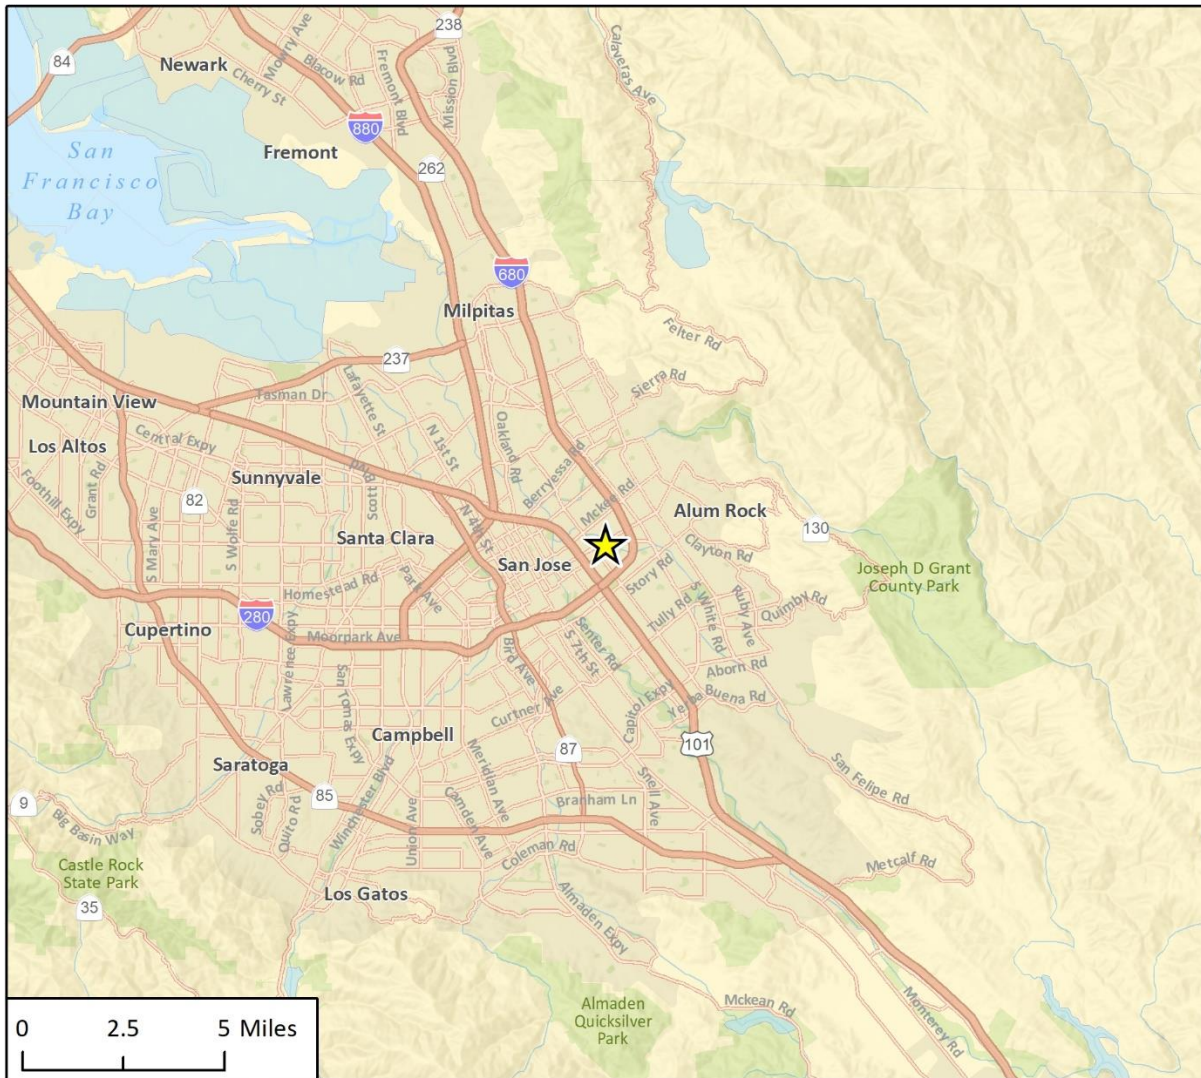 238
84
Newark
Mowry Ave
Blacow Rd
Cherry St
Fremont Blvd
Mission Blvd
Calaveras Ave
880
Fremont
262
San
Francisco
Bay
680
Milpitas
Felter Rd
237
Sierra Rd
Tasman Dr
Lafayette St
Mountain View
Los Altos
Central Expy
N 1st St
Oakland Rd
Berryessa Rd
Foothill Expy
Grant Rd
Sunnyvale
Scott Blvd
82
S Mary Ave
S Wolfe Rd
Mckee Rd
Alum Rock
130
N 4th St
Santa Clara
San Jose
Clayton Rd
Joseph D Grant
County Park
Homestead Rd
Park Ave
Story Rd
S White Rd
Ruby Ave
Quimby Rd
280
Cupertino
Moorpark Ave
Tully Rd
Lawrence Expy
San Tomas Expy
Bird Ave
S 7th St
Senter Rd
Aborn Rd
Yerba Buena Rd
Capitol Expy
Curtner Ave
Campbell
87
101
Saratoga
Meridian Ave
Snell Ave
San Felipe Rd
85
9
Big Basin Way
Sobey Rd
Quito Rd
Winchester Blvd
Union Ave
Camden Ave
Branham Ln
Coleman Rd
Metcalf Rd
Castle Rock
State Park
35
Los Gatos
Almaden Expy
Almaden
Quicksilver
Park
Mckean Rd
Monterey Rd
0 2.5 5 Miles